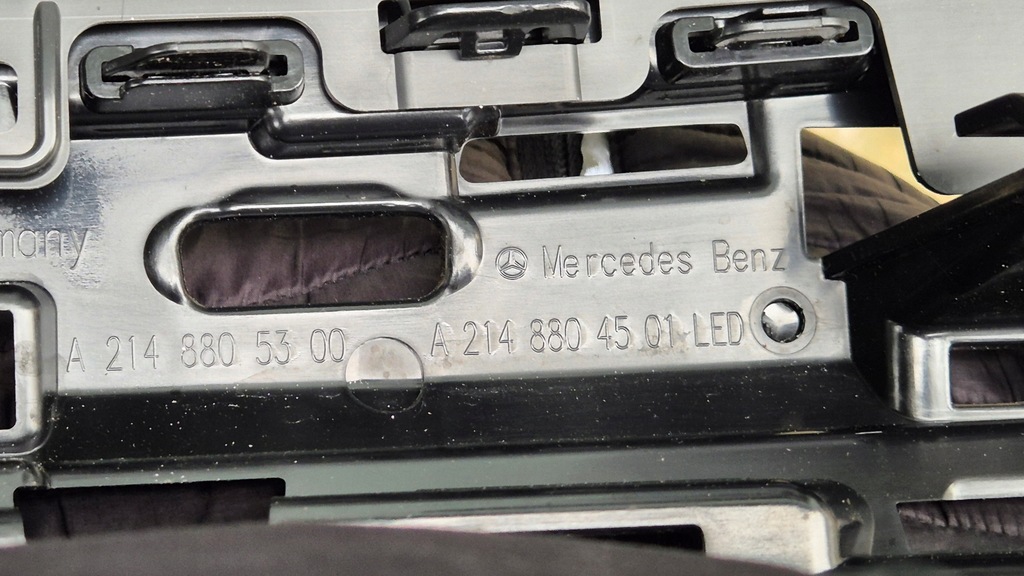 many
Mercedes Benz
A 214 880 53 00
A 214 880 45 01-LED